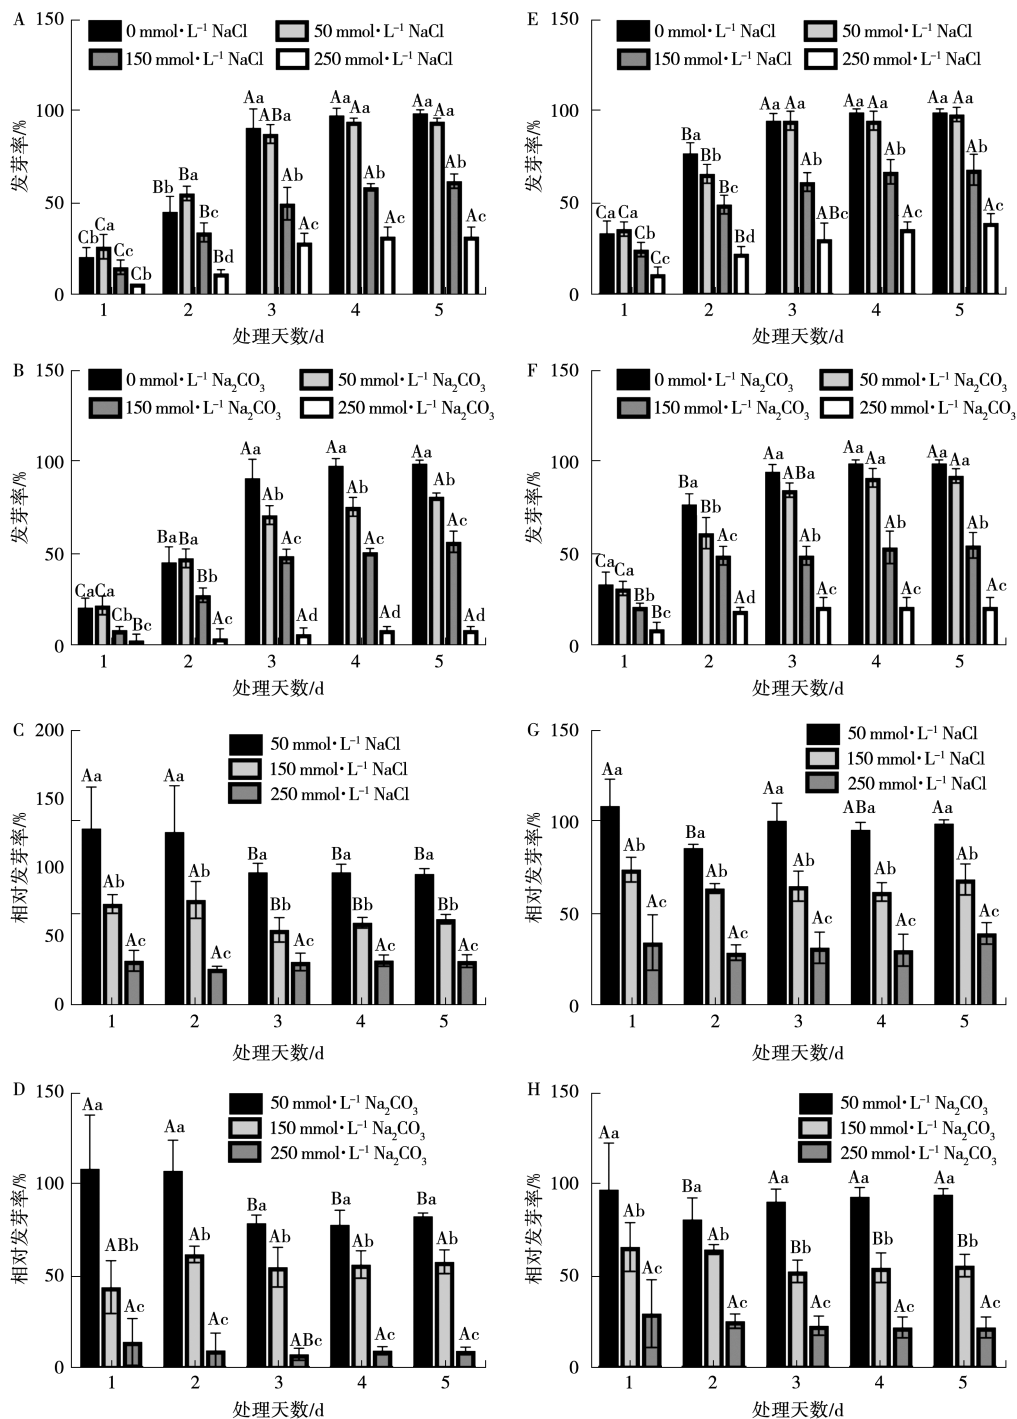 A
150
0 mmol·L⁻¹ NaCl
50 mmol·L⁻¹ NaCl
150 mmol·L⁻¹ NaCl
250 mmol·L⁻¹ NaCl
100
50
0
发芽率/%
Cb Ca Cc Cb
Bb Ba Bc Bd
Aa ABa Ab Ac
Aa Aa Ab Ac
Aa Aa Ab Ac
1 2 3 4 5
处理天数/d
E
150
0 mmol·L⁻¹ NaCl
50 mmol·L⁻¹ NaCl
150 mmol·L⁻¹ NaCl
250 mmol·L⁻¹ NaCl
100
50
0
发芽率/%
Ca Ca Cb Cc
Ba Bb Bc Bd
Aa Aa Ab ABc
Aa Aa Ab Ac
Aa Aa Ab Ac
1 2 3 4 5
处理天数/d
B
150
0 mmol·L⁻¹ Na₂CO₃
50 mmol·L⁻¹ Na₂CO₃
150 mmol·L⁻¹ Na₂CO₃
250 mmol·L⁻¹ Na₂CO₃
100
50
0
发芽率/%
Ca Ca Cb Bc
Ba Ba Bb Ac
Aa Ab Ac Ad
Aa Ab Ac Ad
Aa Ab Ac Ad
1 2 3 4 5
处理天数/d
F
150
0 mmol·L⁻¹ Na₂CO₃
50 mmol·L⁻¹ Na₂CO₃
150 mmol·L⁻¹ Na₂CO₃
250 mmol·L⁻¹ Na₂CO₃
100
50
0
发芽率/%
Ca Ca Bb Bc
Ba Bb Ac Ad
Aa ABa Ab Ac
Aa Aa Ab Ac
Aa Aa Ab Ac
1 2 3 4 5
处理天数/d
C
200
50 mmol·L⁻¹ NaCl
150 mmol·L⁻¹ NaCl
250 mmol·L⁻¹ NaCl
150
100
50
0
相对发芽率/%
Aa Ab Ac
Aa Ab Ac
Ba Bb Ac
Ba Bb Ac
Ba Bb Ac
1 2 3 4 5
处理天数/d
G
150
50 mmol·L⁻¹ NaCl
150 mmol·L⁻¹ NaCl
250 mmol·L⁻¹ NaCl
100
50
0
相对发芽率/%
Aa Ab Ac
Ba Ab Ac
Aa Ab Ac
ABa Ab Ac
Aa Ab Ac
1 2 3 4 5
处理天数/d
D
150
50 mmol·L⁻¹ Na₂CO₃
150 mmol·L⁻¹ Na₂CO₃
250 mmol·L⁻¹ Na₂CO₃
100
50
0
相对发芽率/%
Aa ABb Ac
Aa Ab Ac
Ba Ab ABc
Ba Ab Ac
Ba Ab Ac
1 2 3 4 5
处理天数/d
H
150
50 mmol·L⁻¹ Na₂CO₃
150 mmol·L⁻¹ Na₂CO₃
250 mmol·L⁻¹ Na₂CO₃
100
50
0
相对发芽率/%
Aa Ab Ac
Ba Ab Ac
Aa Bb Ac
Aa Bb Ac
Aa Bb Ac
1 2 3 4 5
处理天数/d